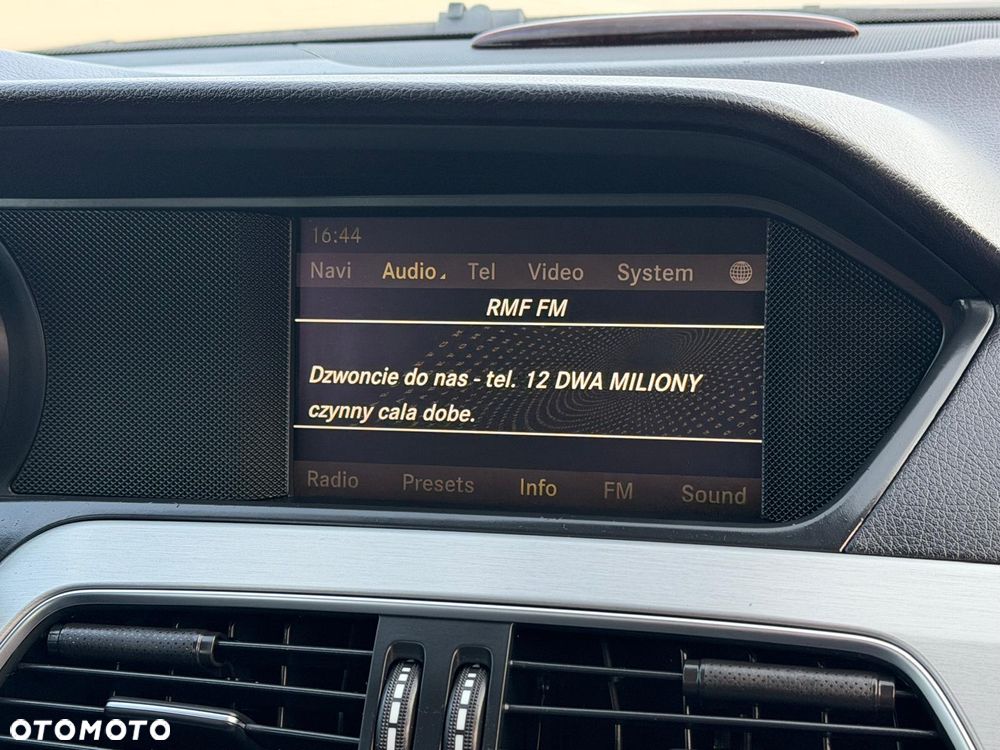 16:44
Navi Audio Tel Video System
RMF FM
Dzwoncie do nas - tel. 12 DWA MILIONY
czynny cala dobe.
Radio Presets Info FM Sound
OTOMOTO